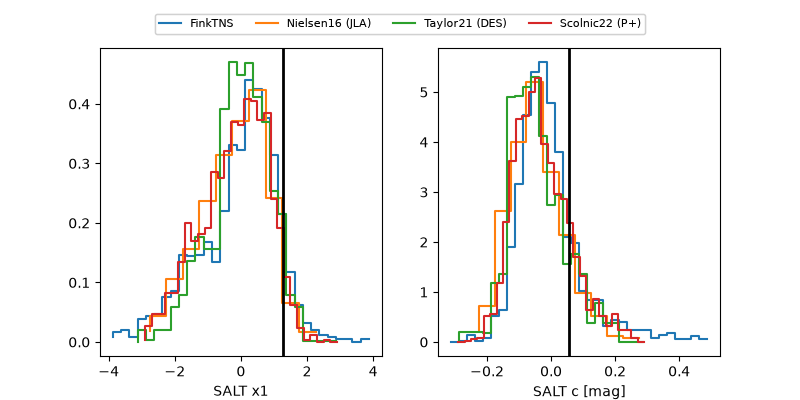 FinkTNS Nielsen16 (JLA) Taylor21 (DES) Scolnic22 (P+)
0.4
0.3
0.2
0.1
0.0
−4 −2 0 2 4
SALT x1
5
4
3
2
1
0
−0.2 0.0 0.2 0.4
SALT c [mag]